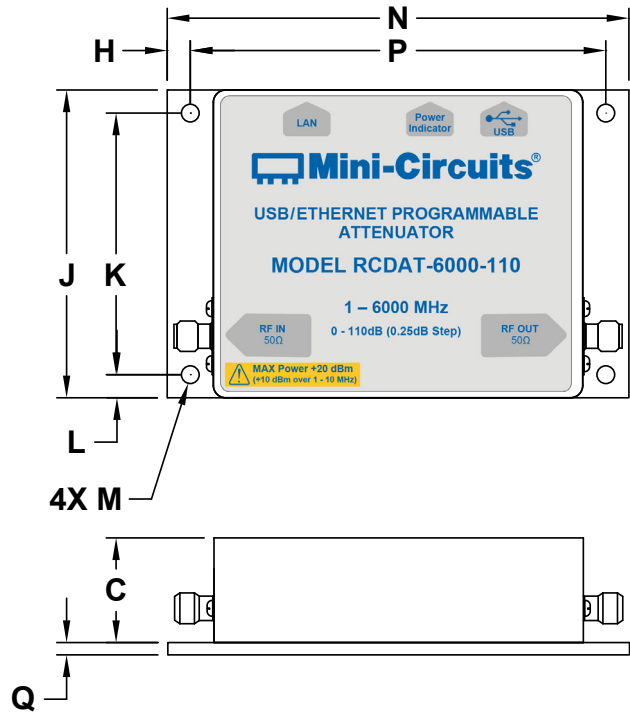 N
H
P
LAN
Power
Indicator
USB
Mini-Circuits®
USB/ETHERNET PROGRAMMABLE
ATTENUATOR
MODEL RCDAT-6000-110
J
K
1 – 6000 MHz
RF IN
50Ω
0 - 110dB (0.25dB Step)
RF OUT
50Ω
MAX Power +20 dBm
(+10 dBm over 1 - 10 MHz)
L
4X M
C
Q